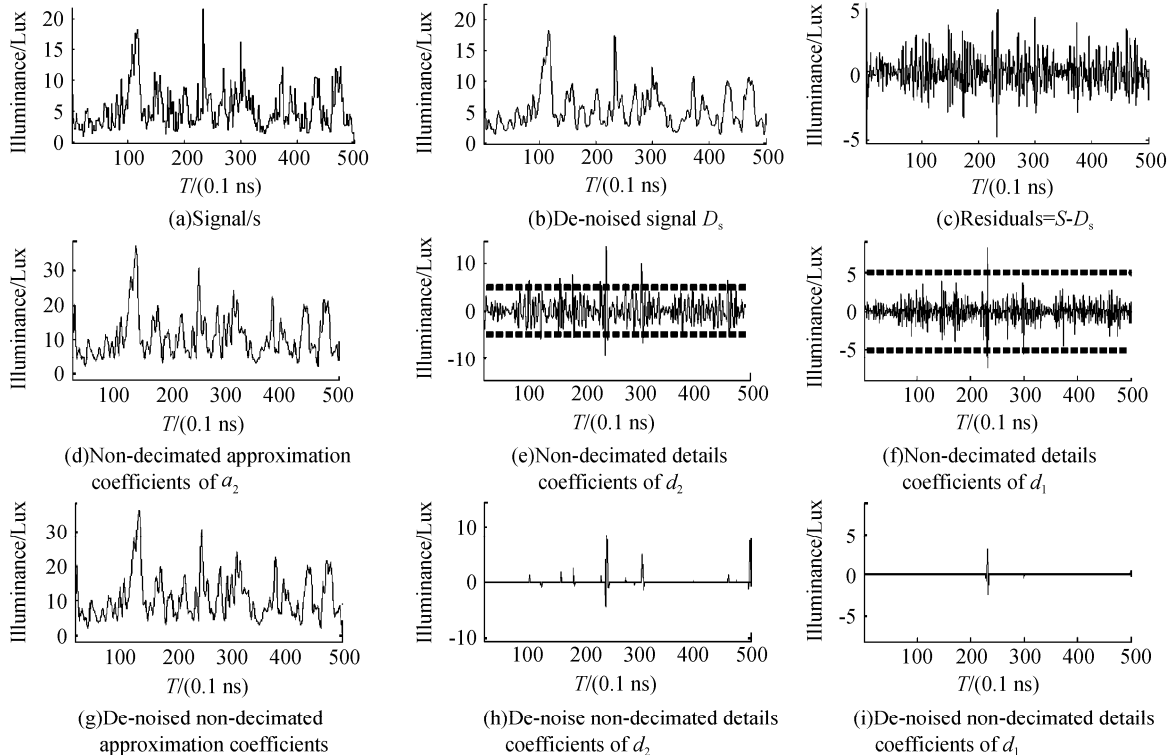 Illuminance/Lux
20
15
10
5
0
100 200 300 400 500
T/(0.1 ns)
(a)Signal/s
Illuminance/Lux
20
15
10
5
0
100 200 300 400 500
T/(0.1 ns)
(b)De-noised signal Ds
Illuminance/Lux
5
0
-5
100 200 300 400 500
T/(0.1 ns)
(c)Residuals=S-Ds
Illuminance/Lux
30
20
10
0
100 200 300 400 500
T/(0.1 ns)
(d)Non-decimated approximation
coefficients of a2
Illuminance/Lux
10
0
-10
100 200 300 400 500
T/(0.1 ns)
(e)Non-decimated details
coefficients of d2
Illuminance/Lux
5
0
-5
100 200 300 400 500
T/(0.1 ns)
(f)Non-decimated details
coefficients of d1
Illuminance/Lux
30
20
10
0
100 200 300 400 500
T/(0.1 ns)
(g)De-noised non-decimated
approximation coefficients
Illuminance/Lux
10
0
-10
100 200 300 400 500
T/(0.1 ns)
(h)De-noise non-decimated details
coefficients of d2
Illuminance/Lux
5
0
-5
100 200 300 400 500
T/(0.1 ns)
(i)De-noised non-decimated details
coefficients of d1